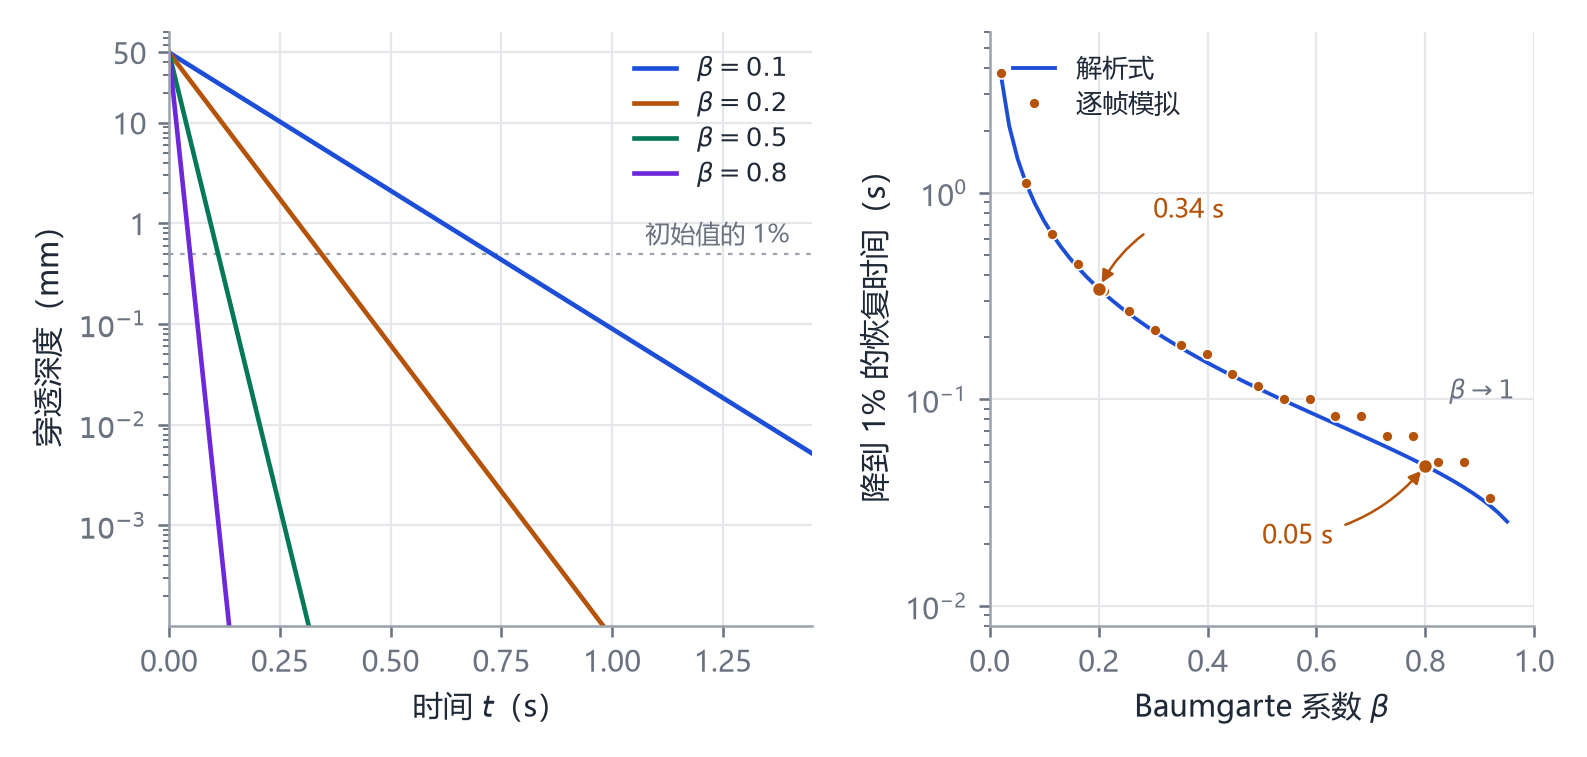 50
10
1
10⁻¹
10⁻²
10⁻³
穿透深度（mm）
0.00 0.25 0.50 0.75 1.00 1.25
时间 t（s）
β = 0.1
β = 0.2
β = 0.5
β = 0.8
初始值的 1%
10⁰
10⁻¹
10⁻²
降到 1% 的恢复时间（s）
0.0 0.2 0.4 0.6 0.8 1.0
Baumgarte 系数 β
解析式
逐帧模拟
0.34 s
β → 1
0.05 s